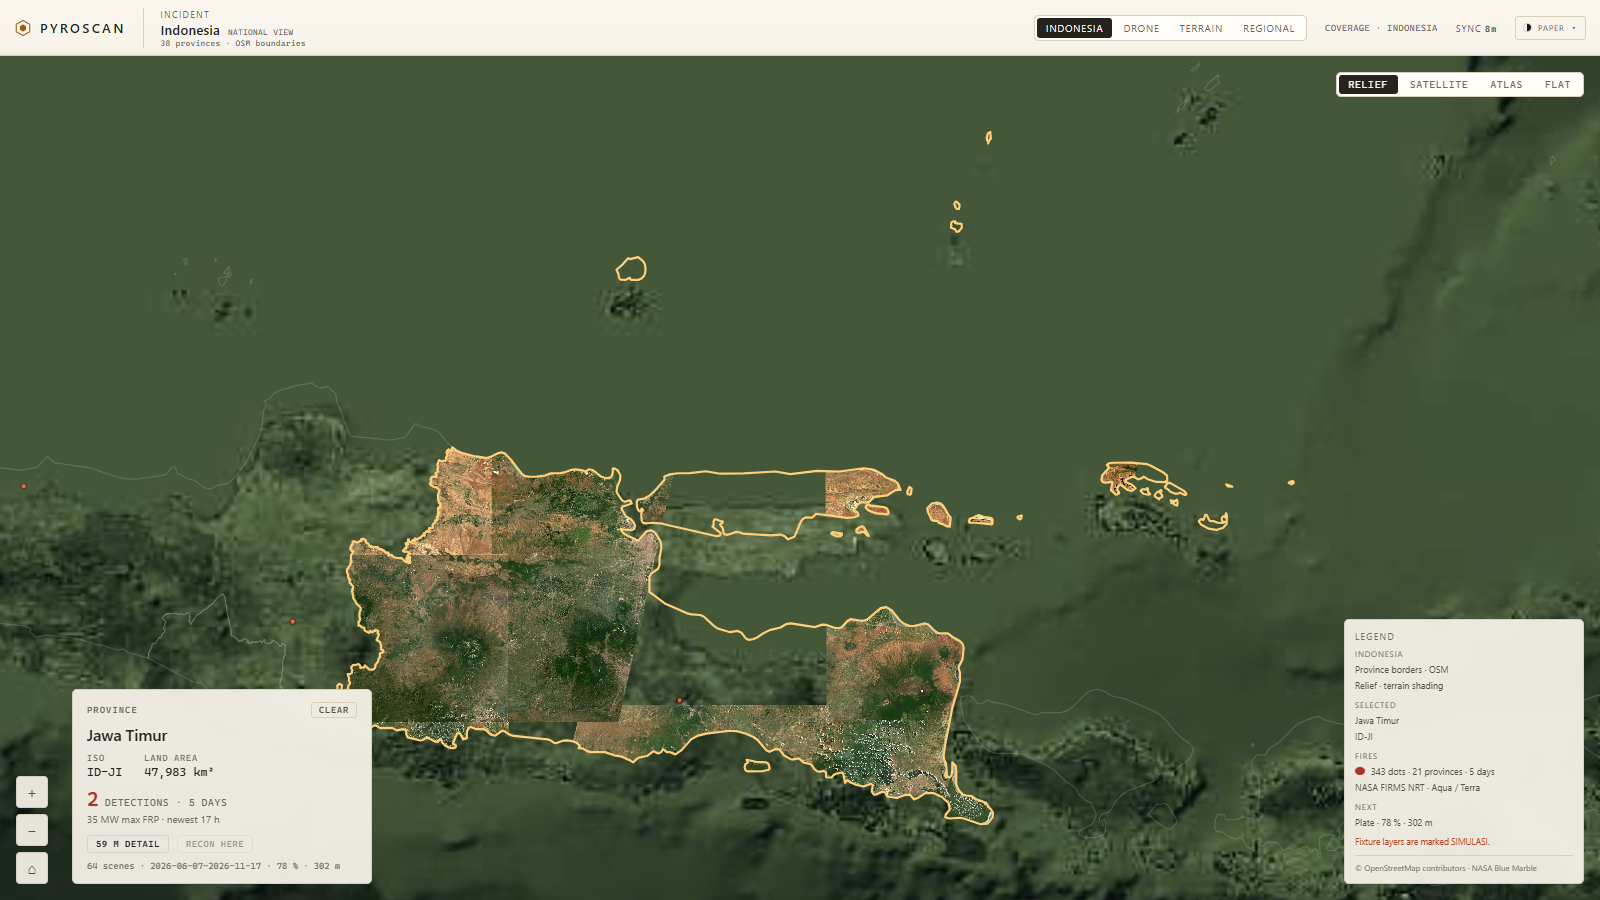 PYROSCAN
INCIDENT
Indonesia NATIONAL VIEW
38 provinces · OSM boundaries
INDONESIA DRONE TERRAIN REGIONAL
COVERAGE · INDONESIA
SYNC 8m
PAPER
RELIEF SATELLITE ATLAS FLAT
PROVINCE CLEAR
Jawa Timur
ISO LAND AREA
ID-JI 47,983 km²
2 DETECTIONS · 5 DAYS
35 MW max FRP · newest 17 h
59 M DETAIL RECON HERE
64 scenes · 2026-06-07-2026-11-17 · 78 % · 302 m
+
−
⌂
LEGEND
INDONESIA
Province borders · OSM
Relief · terrain shading
SELECTED
Jawa Timur
ID-JI
FIRES
343 dots · 21 provinces · 5 days
NASA FIRMS NRT · Aqua / Terra
NEXT
Plate · 78 % · 302 m
Fixture layers are marked SIMULASI.
© OpenStreetMap contributors · NASA Blue Marble